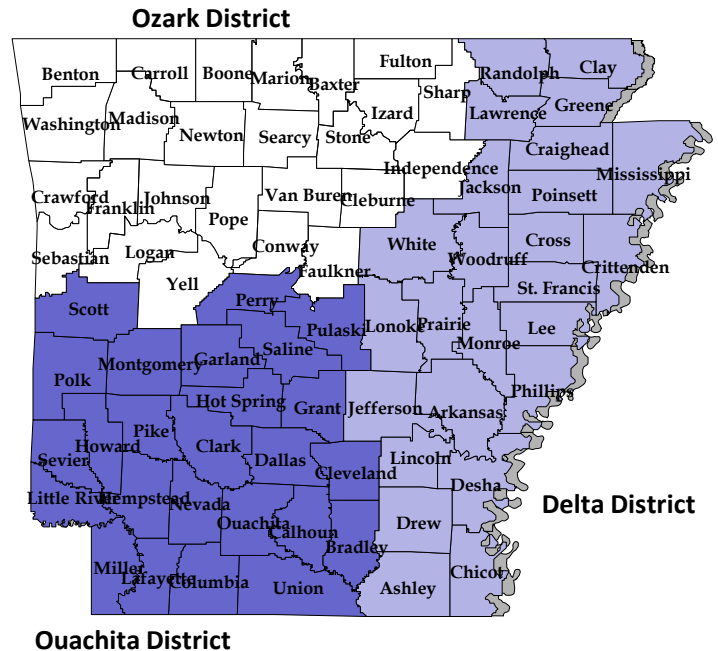 Ozark District
Benton
Carroll
Boone
Marion
Baxter
Fulton
Randolph
Clay
Sharp
Izard
Lawrence
Greene
Washington
Madison
Newton
Searcy
Stone
Independence
Craighead
Mississippi
Jackson
Poinsett
Crawford
Franklin
Johnson
Pope
Van Buren
Cleburne
White
Woodruff
Cross
Crittenden
Sebastian
Logan
Yell
Conway
Faulkner
St. Francis
Scott
Perry
Pulaski
Lonoke
Prairie
Monroe
Lee
Montgomery
Garland
Saline
Polk
Hot Spring
Grant
Jefferson
Arkansas
Phillips
Sevier
Howard
Pike
Clark
Dallas
Cleveland
Lincoln
Desha
Little River
Hempstead
Nevada
Ouachita
Calhoun
Bradley
Drew
Delta District
Miller
Lafayette
Columbia
Union
Ashley
Chicot
Ouachita District